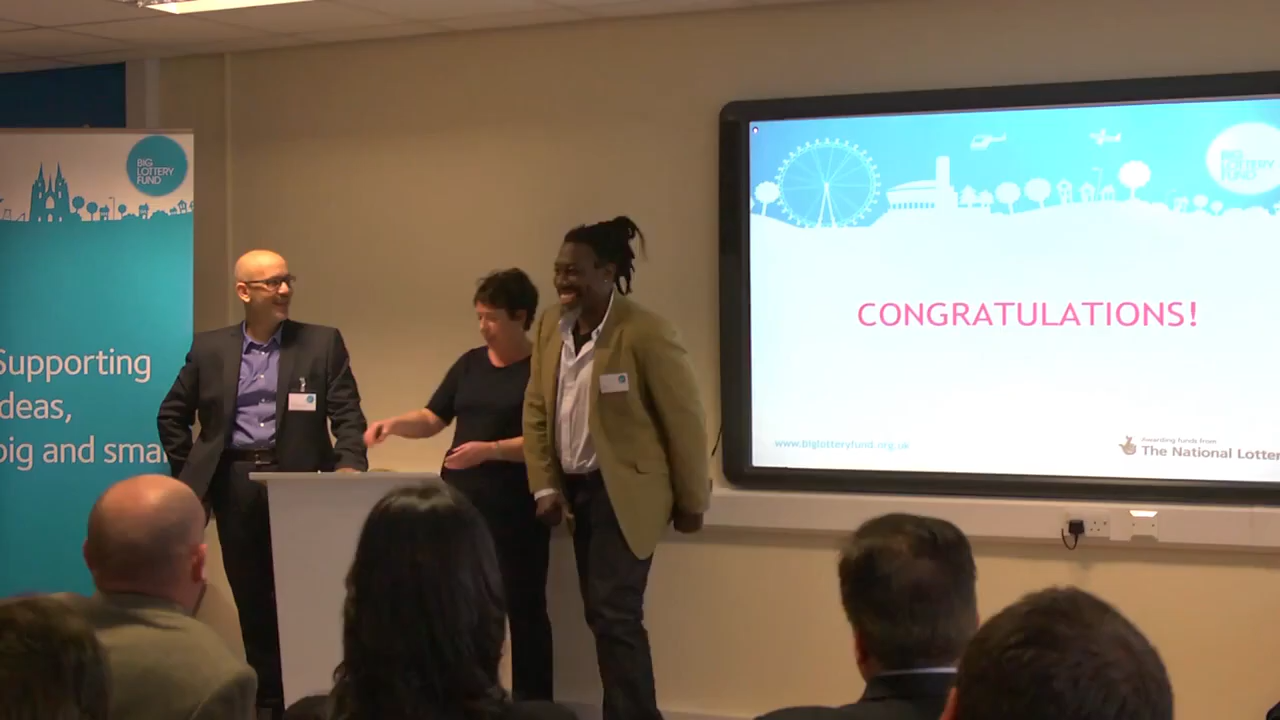 BIG
LOTTERY
FUND
Supporting
deas,
big and sma
BIG
LOTTERY
FUND
CONGRATULATIONS!
www.biglotteryfund.org.uk
Awarding funds from
The National Lotter